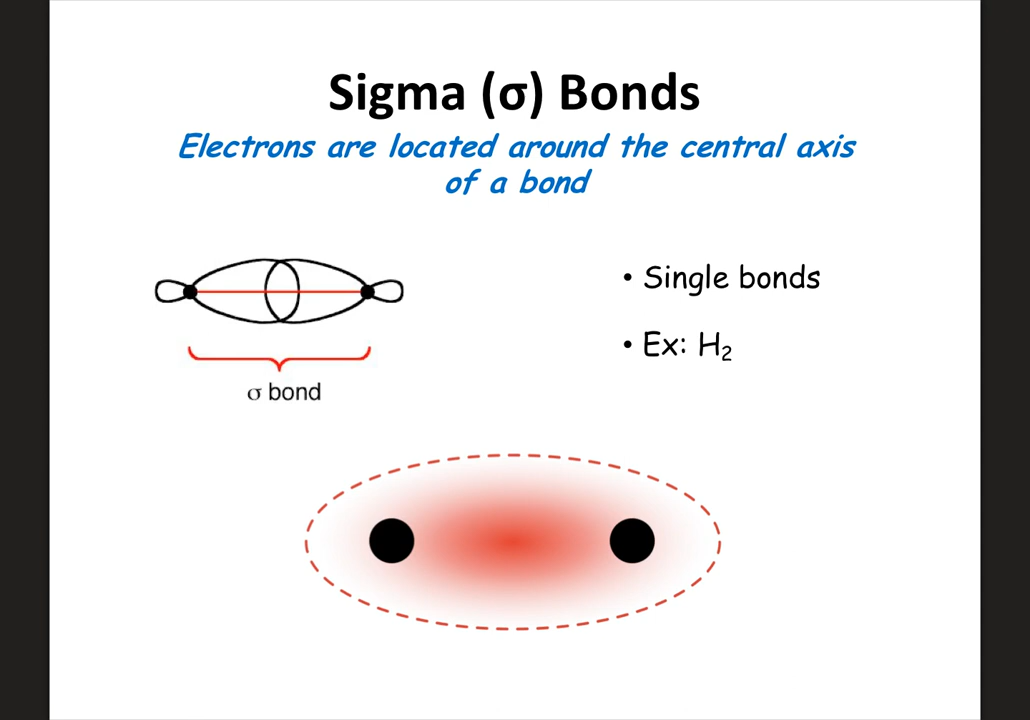 Sigma (σ) Bonds
Electrons are located around the central axis
of a bond
• Single bonds
• Ex: H₂
σ bond